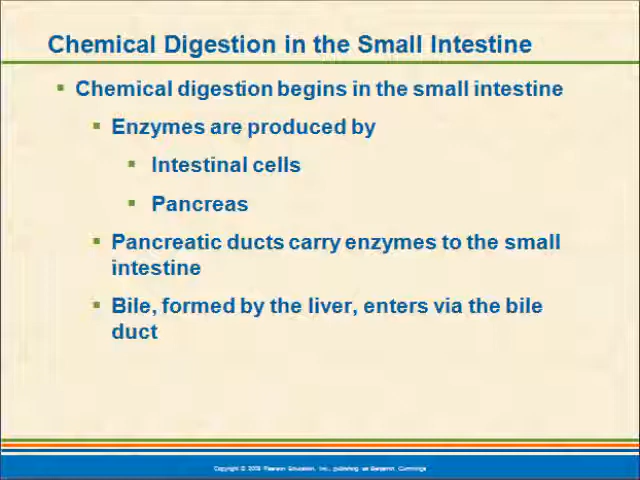 Chemical Digestion in the Small Intestine
Chemical digestion begins in the small intestine
Enzymes are produced by
Intestinal cells
Pancreas
Pancreatic ducts carry enzymes to the small
intestine
Bile, formed by the liver, enters via the bile
duct
Copyright © 2009 Pearson Education, Inc., publishing as Benjamin Cummings